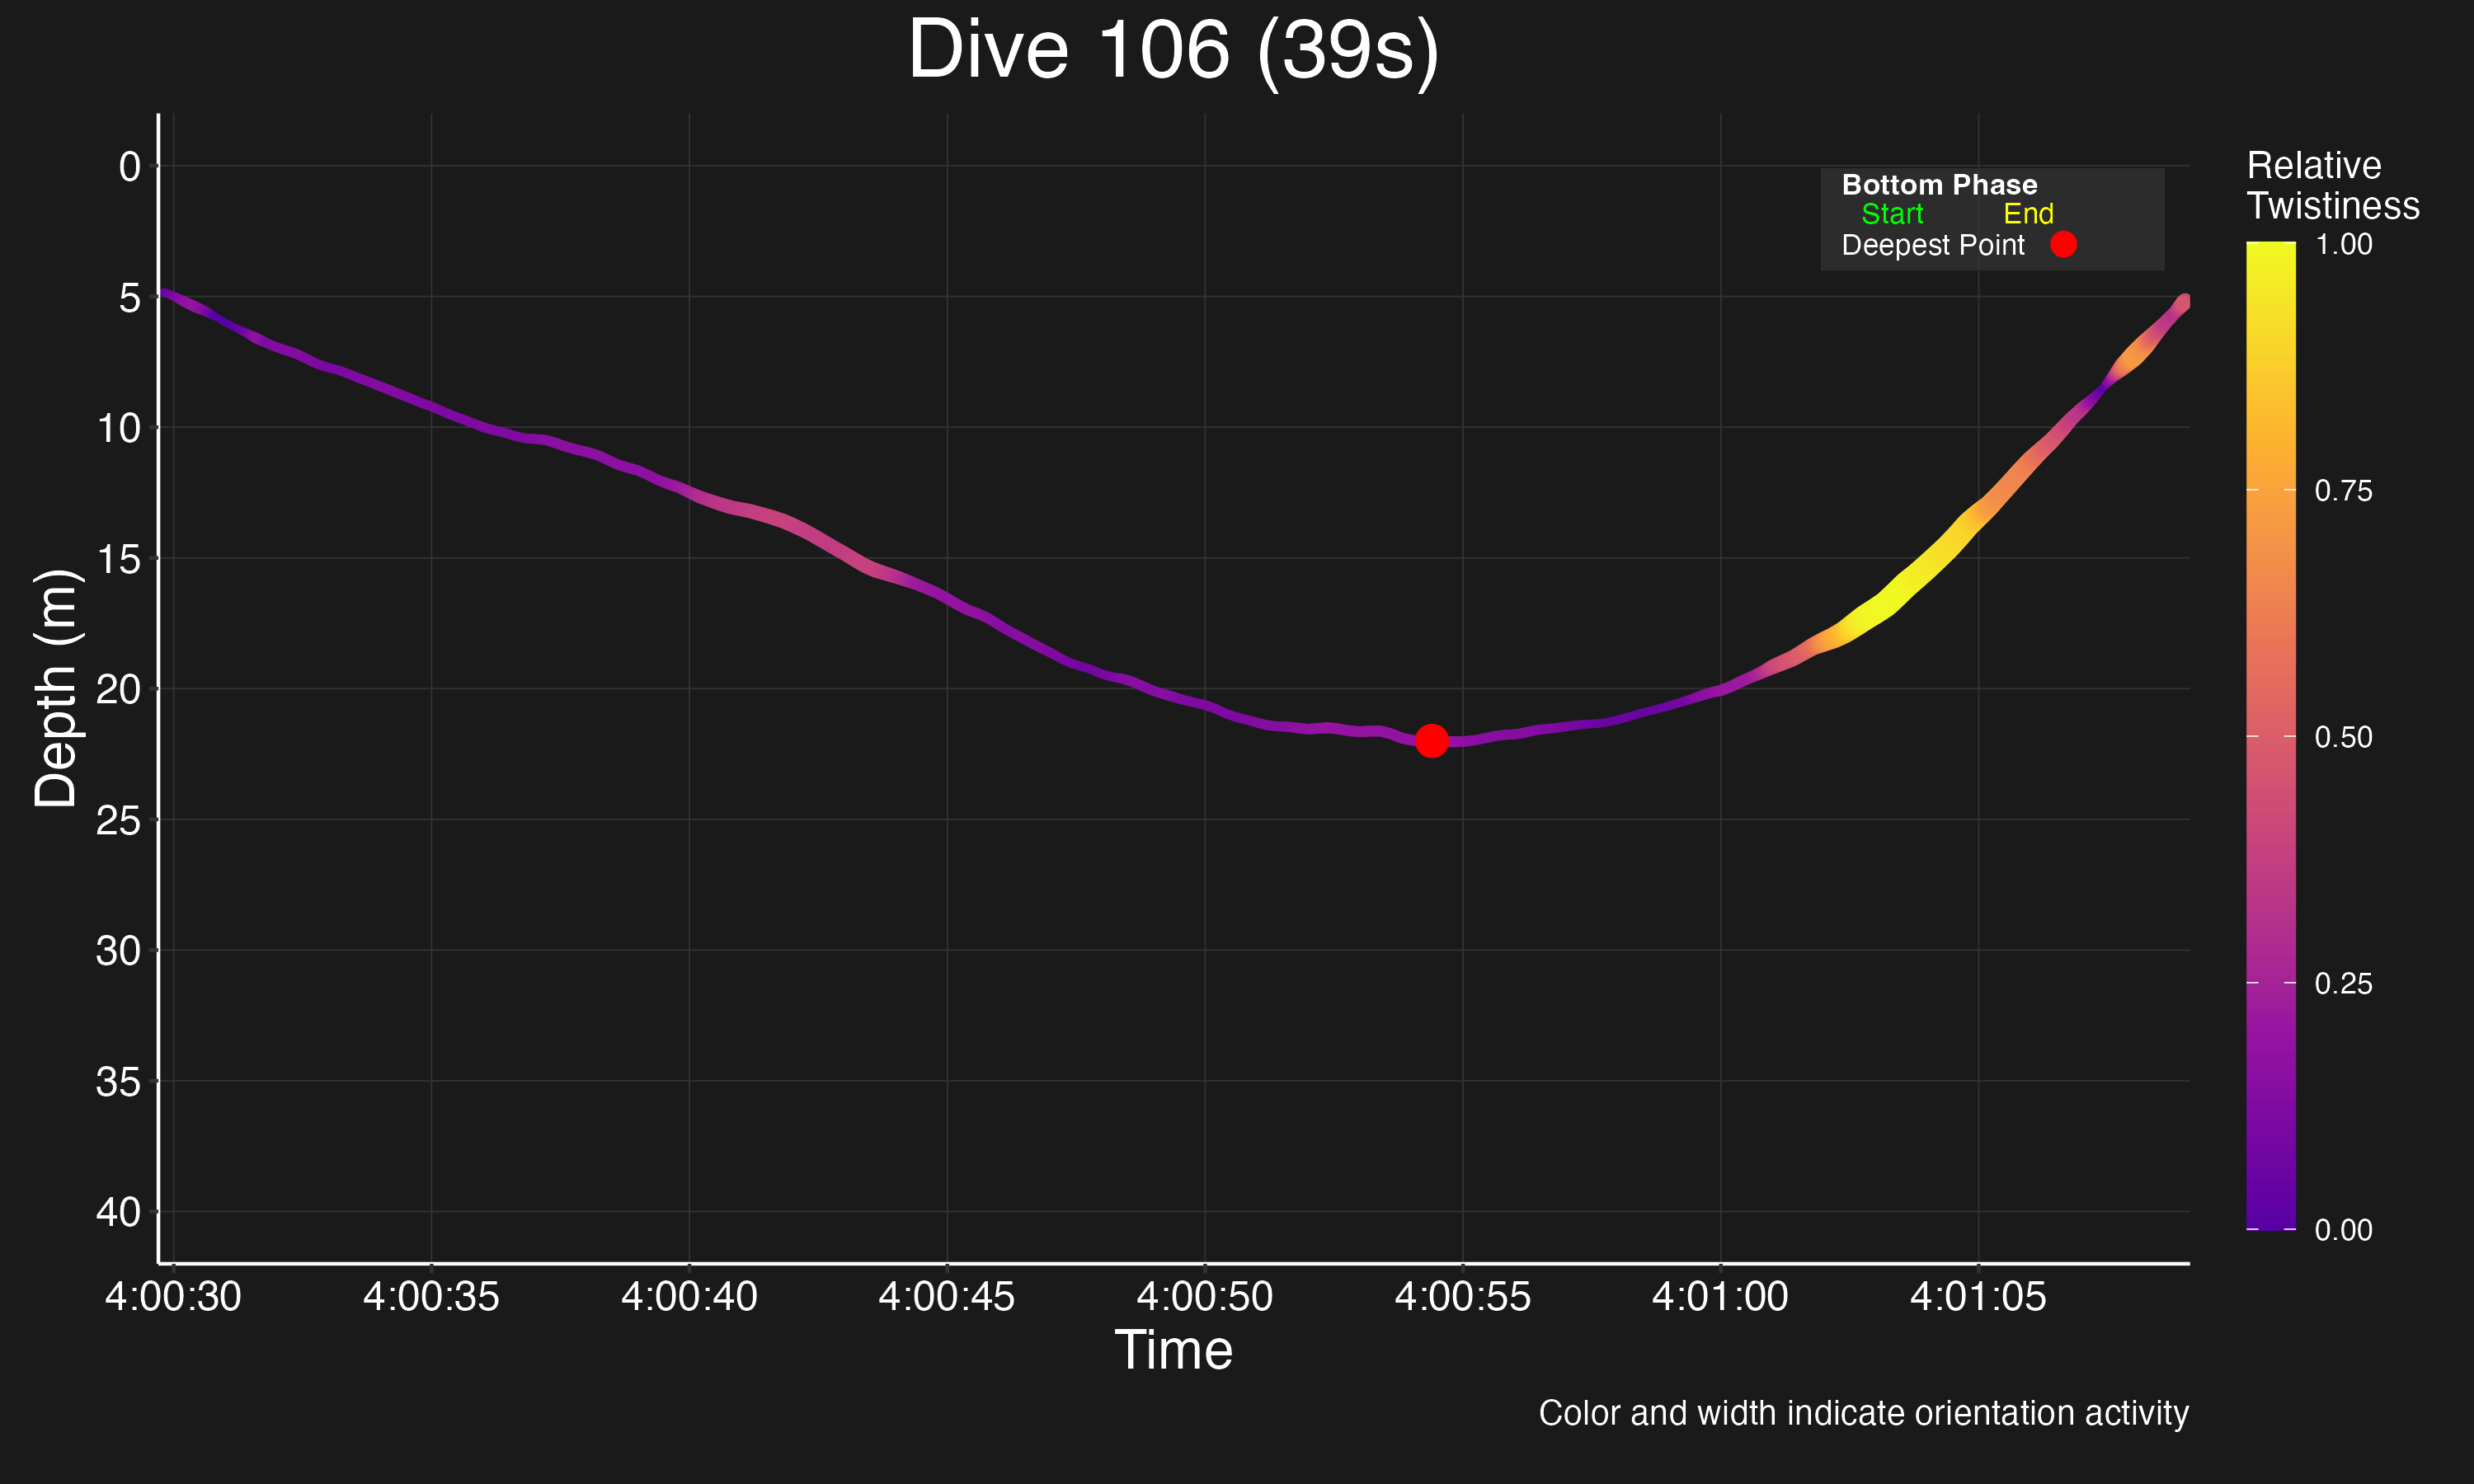 Dive 106 (39s)
Depth (m)
0
5
10
15
20
25
30
35
40
Bottom Phase
Start End
Deepest Point
Relative
Twistiness
1.00
0.75
0.50
0.25
0.00
4:00:30 4:00:35 4:00:40 4:00:45 4:00:50 4:00:55 4:01:00 4:01:05
Time
Color and width indicate orientation activity